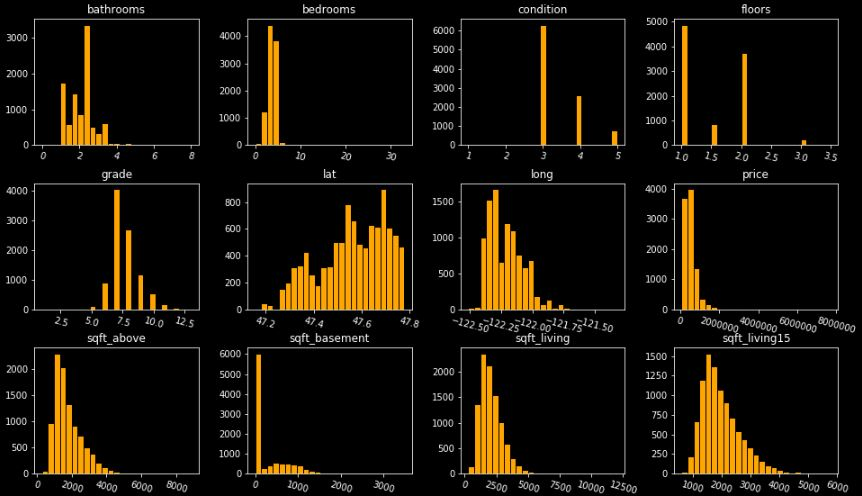 bathrooms bedrooms condition floors
3000 4000 6000 5000
2000 3000 5000 4000
1000 2000 4000 3000
0 1000 3000 2000
0 2000 1000
1000 0
0
0 2 4 6 8 0 10 20 30 1 2 3 4 5 1.0 1.5 2.0 2.5 3.0 3.5
grade lat long price
4000 800 1500 4000
3000 600 1000 3000
2000 400 500 2000
1000 200 0 1000
0 0 0
2.5 5.0 7.5 10.0 12.5 47.2 47.4 47.6 47.8 −122.50 −122.25 −122.00 −121.75 −121.50 0 2000000 4000000 6000000 8000000
sqft_above sqft_basement sqft_living sqft_living15
2000 6000 2000 1500
1500 5000 1500 1250
1000 4000 1000 1000
500 3000 500 750
0 2000 0 500
1000 250
0 0
0 2000 4000 6000 8000 0 1000 2000 3000 0 2500 5000 7500 10000 12500 1000 2000 3000 4000 5000 6000